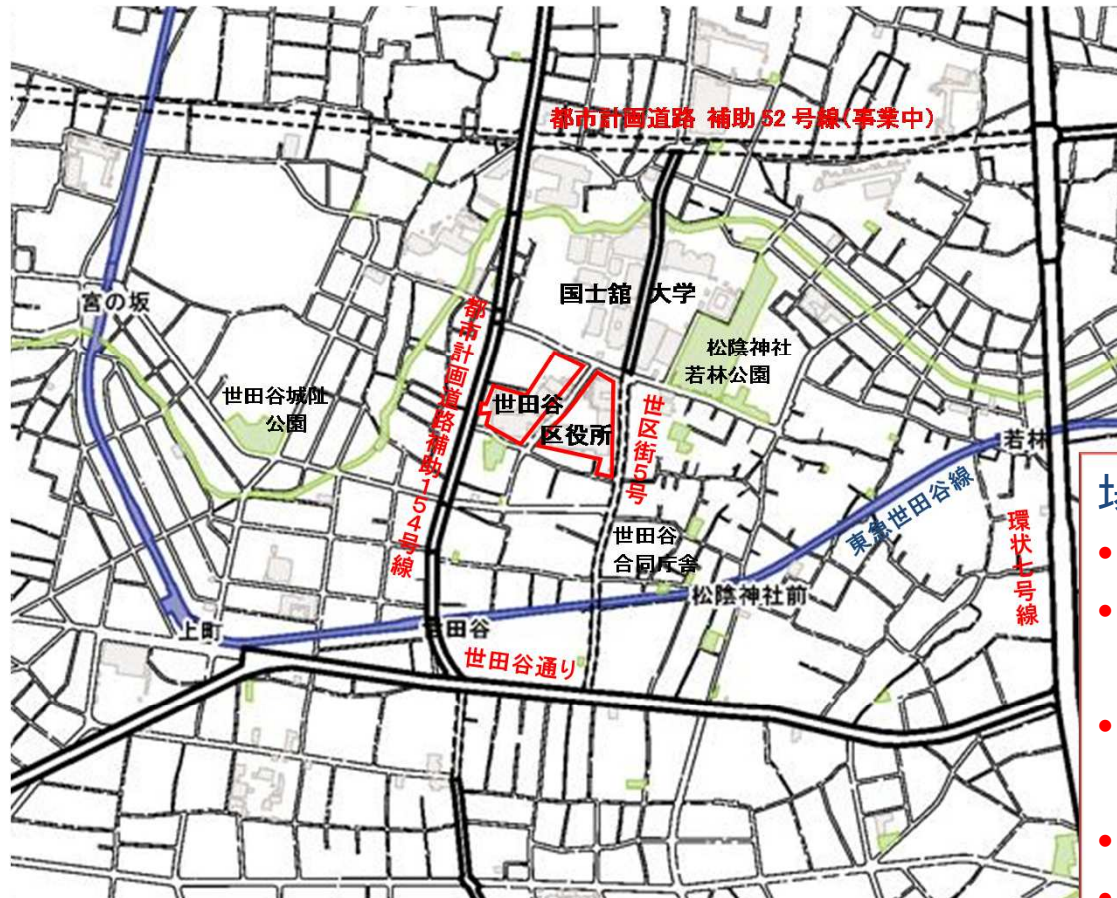 都市計画道路 補助52号線(事業中)
国士舘 大学
宮の坂
松陰神社
若林公園
都市計画道路補助154号線
世田谷城址
公園
世田谷
区役所
世区街5号
若林
東急世田谷線
環状七号線
世田谷
合同庁舎
松陰神社前
上町
田谷
世田谷通り